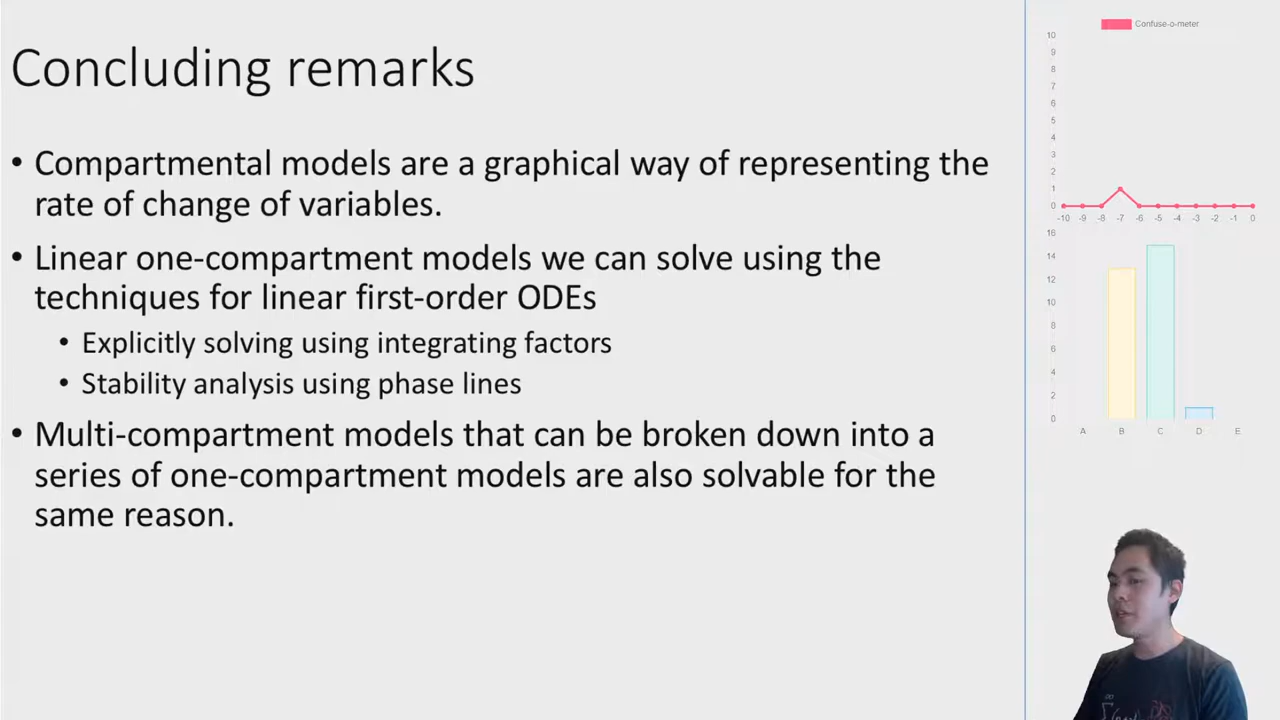 Concluding remarks
• Compartmental models are a graphical way of representing the
rate of change of variables.
• Linear one-compartment models we can solve using the
techniques for linear first-order ODEs
• Explicitly solving using integrating factors
• Stability analysis using phase lines
• Multi-compartment models that can be broken down into a
series of one-compartment models are also solvable for the
same reason.
Confuse-o-meter
10
9
8
7
6
5
4
3
2
1
0
-10 -9 -8 -7 -6 -5 -4 -3 -2 -1 0
16
14
12
10
8
6
4
2
0
A B C D E